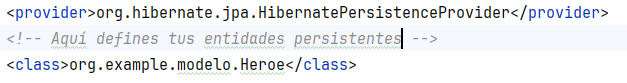 <provider>org.hibernate.jpa.HibernatePersistenceProvider</provider>
<!-- Aquí defines tus entidades persistentes -->
<class>org.example.modelo.Heroe</class>